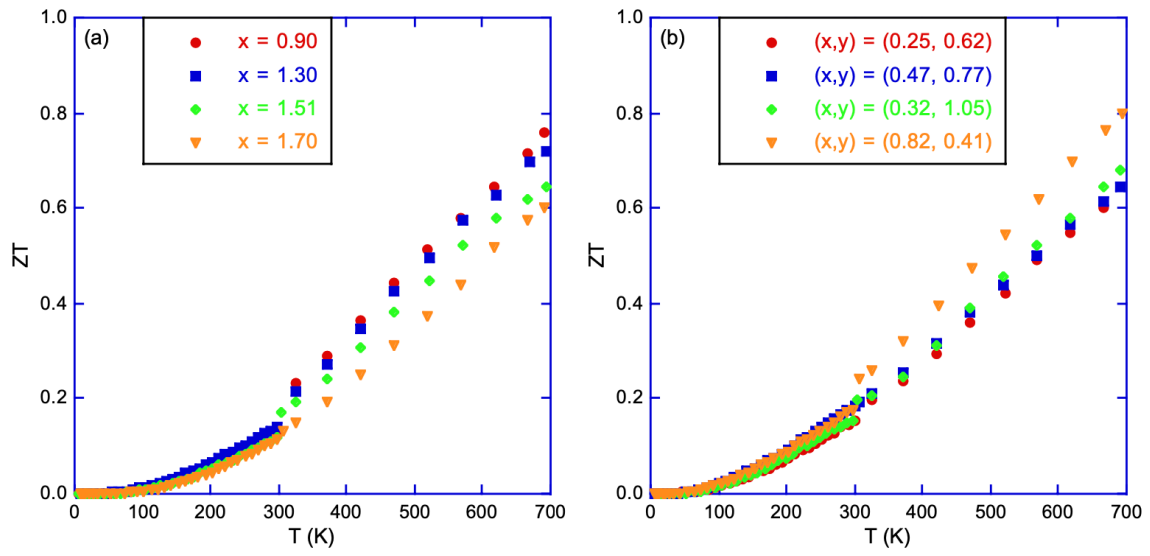 (a)
x = 0.90
x = 1.30
x = 1.51
x = 1.70
1.0
0.8
0.6
0.4
0.2
0.0
ZT
0 100 200 300 400 500 600 700
T (K)
(b)
(x,y) = (0.25, 0.62)
(x,y) = (0.47, 0.77)
(x,y) = (0.32, 1.05)
(x,y) = (0.82, 0.41)
1.0
0.8
0.6
0.4
0.2
0.0
ZT
0 100 200 300 400 500 600 700
T (K)